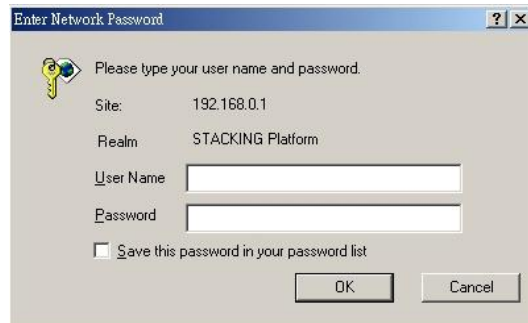 Enter Network Password
Please type your user name and password.
Site: 192.168.0.1
Realm STACKING Platform
User Name
Password
Save this password in your password list
OK Cancel